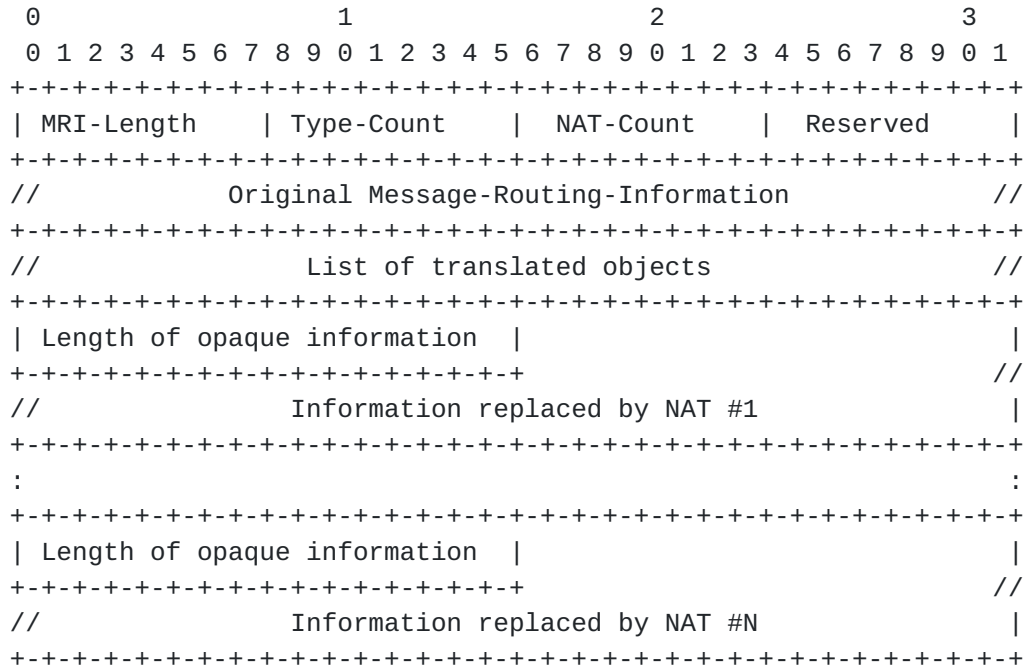 0                   1                   2                   3
 0 1 2 3 4 5 6 7 8 9 0 1 2 3 4 5 6 7 8 9 0 1 2 3 4 5 6 7 8 9 0 1
+-+-+-+-+-+-+-+-+-+-+-+-+-+-+-+-+-+-+-+-+-+-+-+-+-+-+-+-+-+-+-+-+
| MRI-Length    | Type-Count    |  NAT-Count    |  Reserved     |
+-+-+-+-+-+-+-+-+-+-+-+-+-+-+-+-+-+-+-+-+-+-+-+-+-+-+-+-+-+-+-+-+
//            Original Message-Routing-Information             //
+-+-+-+-+-+-+-+-+-+-+-+-+-+-+-+-+-+-+-+-+-+-+-+-+-+-+-+-+-+-+-+-+
//                 List of translated objects                  //
+-+-+-+-+-+-+-+-+-+-+-+-+-+-+-+-+-+-+-+-+-+-+-+-+-+-+-+-+-+-+-+-+
| Length of opaque information  |                               |
+-+-+-+-+-+-+-+-+-+-+-+-+-+-+-+-+                              //
//                Information replaced by NAT #1                |
+-+-+-+-+-+-+-+-+-+-+-+-+-+-+-+-+-+-+-+-+-+-+-+-+-+-+-+-+-+-+-+-+
:                                                               :
+-+-+-+-+-+-+-+-+-+-+-+-+-+-+-+-+-+-+-+-+-+-+-+-+-+-+-+-+-+-+-+-+
| Length of opaque information  |                               |
+-+-+-+-+-+-+-+-+-+-+-+-+-+-+-+-+                              //
//                Information replaced by NAT #N                |
+-+-+-+-+-+-+-+-+-+-+-+-+-+-+-+-+-+-+-+-+-+-+-+-+-+-+-+-+-+-+-+-+